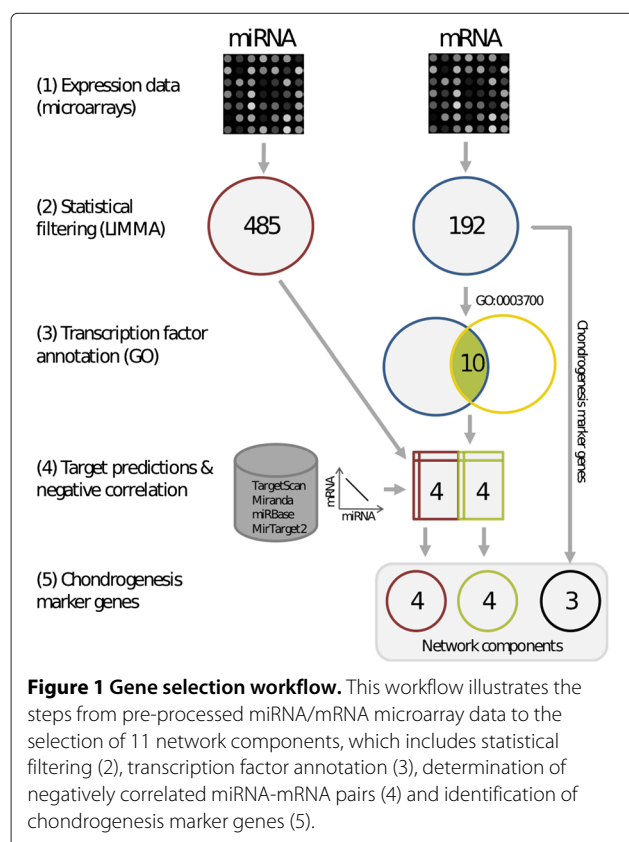 miRNA
mRNA
(1) Expression data
(microarrays)
(2) Statistical
filtering (LIMMA)
485
192
GO:0003700
(3) Transcription factor
annotation (GO)
10
Chondrogenesis
marker genes
(4) Target predictions &
negative correlation
TargetScan
Miranda
miRBase
MirTarget2
mRNA
miRNA
4
4
(5) Chondrogenesis
marker genes
4
4
3
Network components
Figure 1 Gene selection workflow. This workflow illustrates the
steps from pre-processed miRNA/mRNA microarray data to the
selection of 11 network components, which includes statistical
filtering (2), transcription factor annotation (3), determination of
negatively correlated miRNA-mRNA pairs (4) and identification of
chondrogenesis marker genes (5).